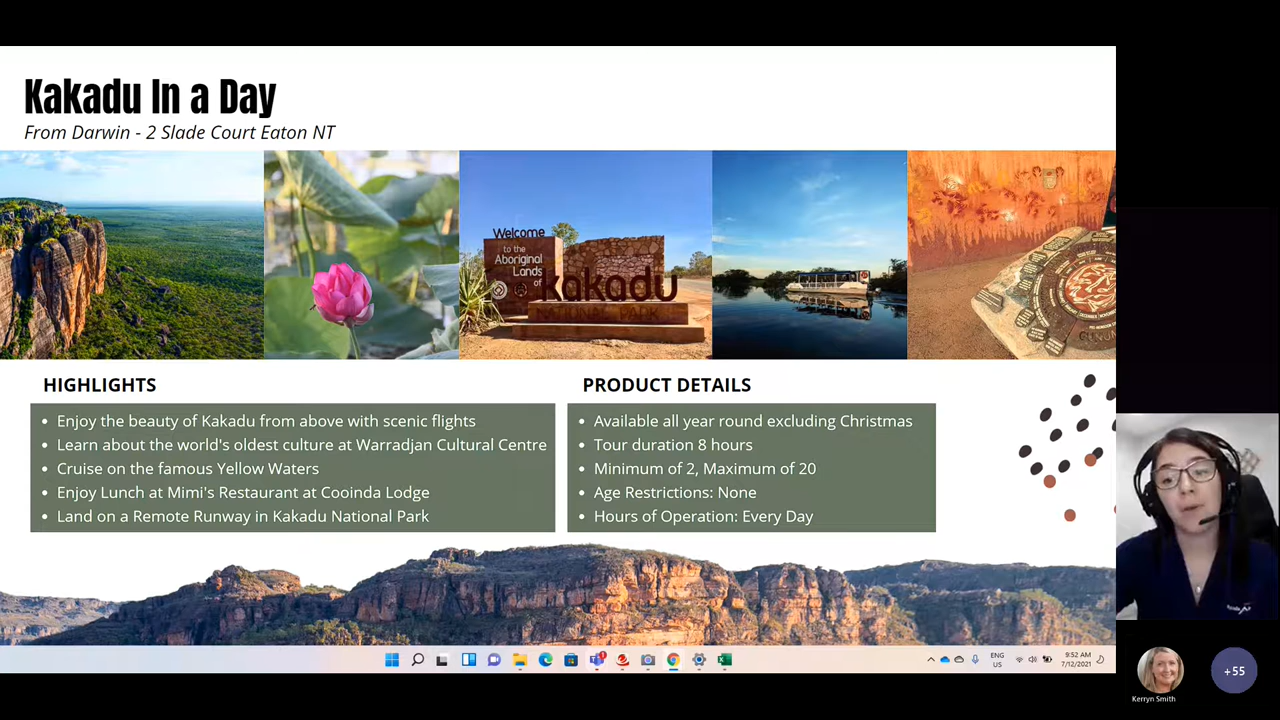 Kakadu In a Day
From Darwin - 2 Slade Court Eaton NT
Welcome
to the
Aboriginal
Lands
of
kakadu
NATIONAL PARK
HIGHLIGHTS
• Enjoy the beauty of Kakadu from above with scenic flights
• Learn about the world's oldest culture at Warradjan Cultural Centre
• Cruise on the famous Yellow Waters
• Enjoy Lunch at Mimi's Restaurant at Cooinda Lodge
• Land on a Remote Runway in Kakadu National Park
PRODUCT DETAILS
• Available all year round excluding Christmas
• Tour duration 8 hours
• Minimum of 2, Maximum of 20
• Age Restrictions: None
• Hours of Operation: Every Day
ENG
US
9:52 AM
7/12/2021
Kerryn Smith
+55